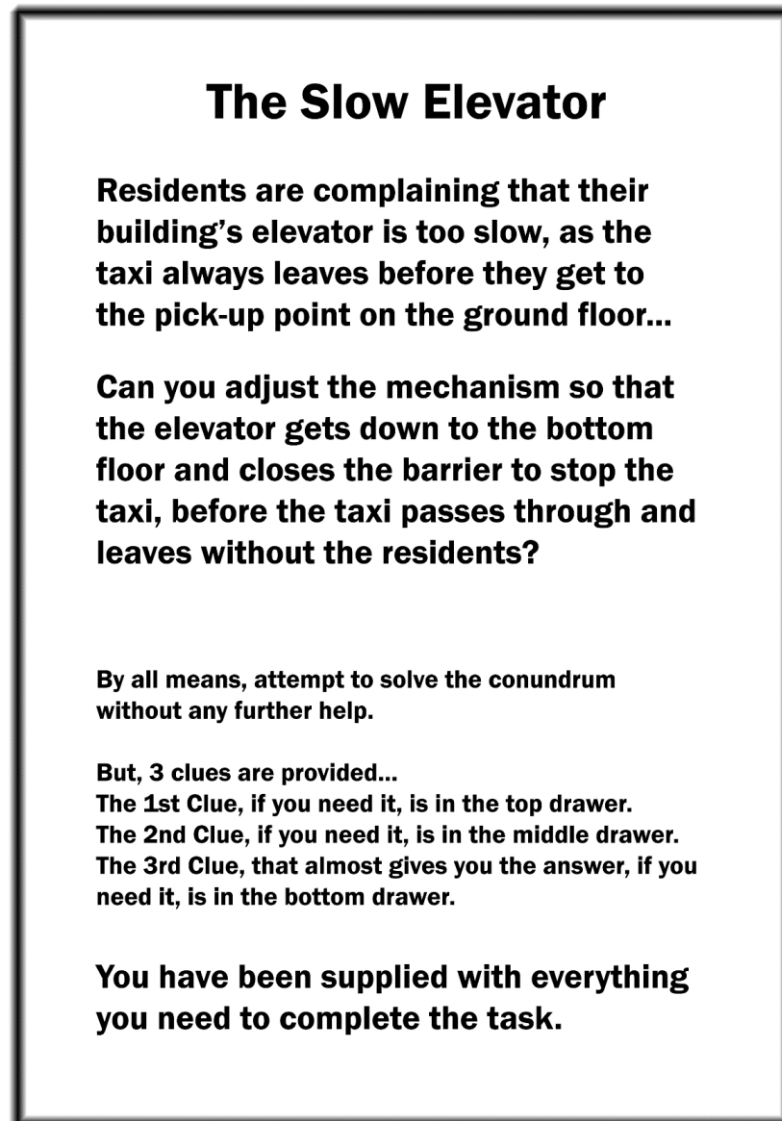 The Slow Elevator
Residents are complaining that their
building’s elevator is too slow, as the
taxi always leaves before they get to
the pick-up point on the ground floor...
Can you adjust the mechanism so that
the elevator gets down to the bottom
floor and closes the barrier to stop the
taxi, before the taxi passes through and
leaves without the residents?
By all means, attempt to solve the conundrum
without any further help.
But, 3 clues are provided...
The 1st Clue, if you need it, is in the top drawer.
The 2nd Clue, if you need it, is in the middle drawer.
The 3rd Clue, that almost gives you the answer, if you
need it, is in the bottom drawer.
You have been supplied with everything
you need to complete the task.